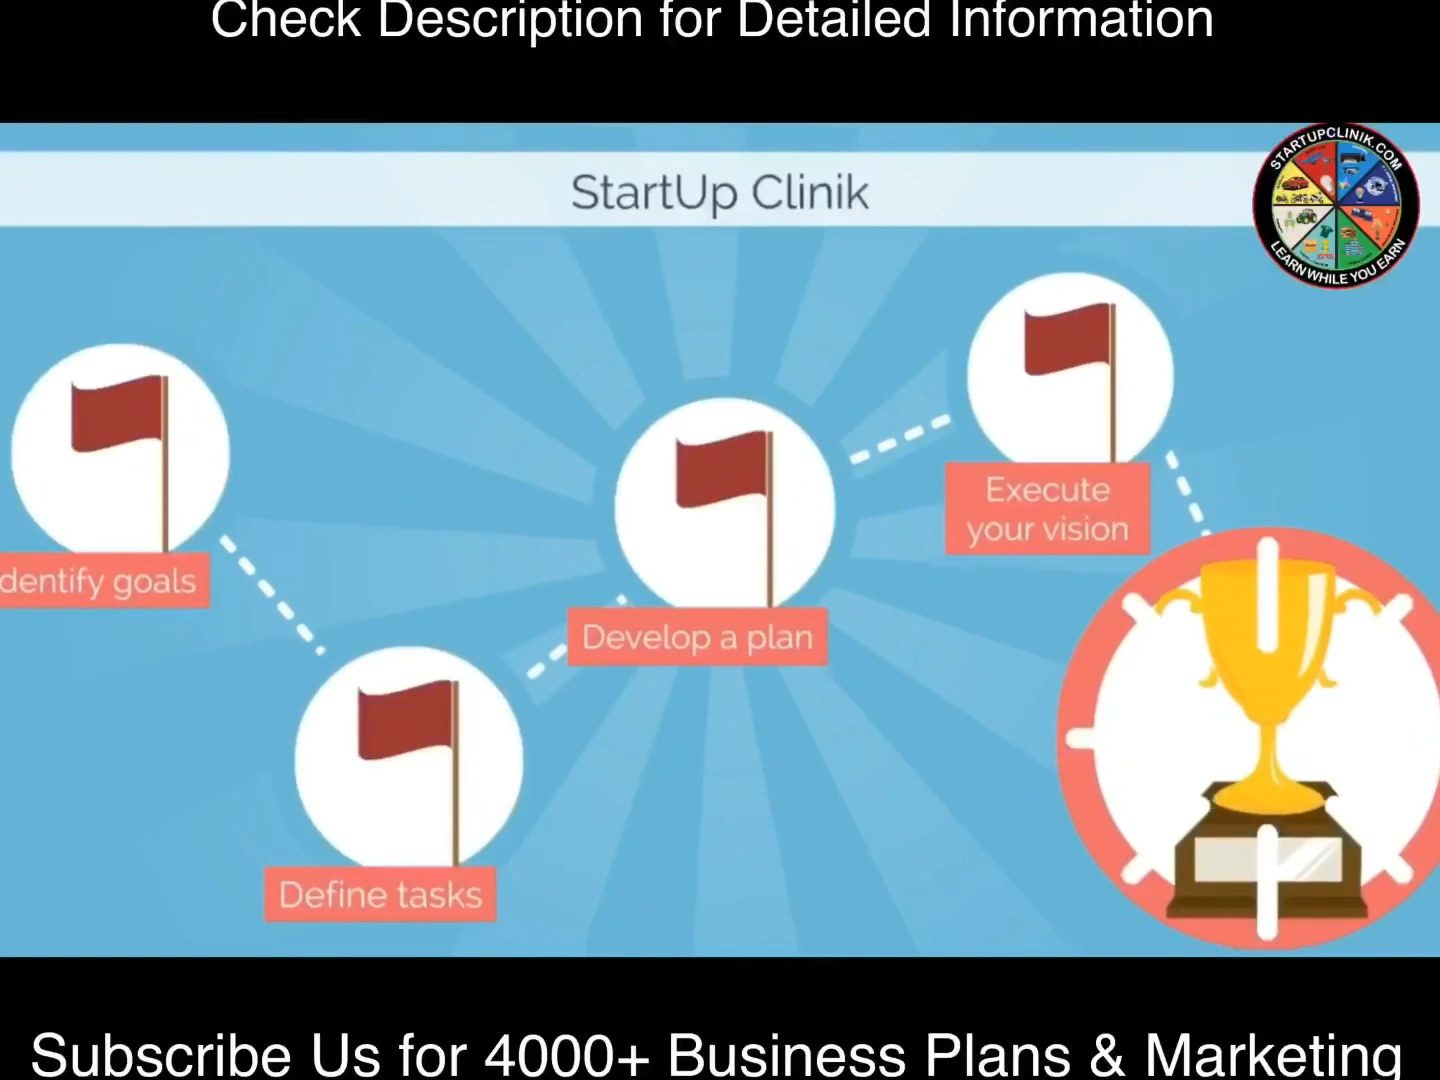 Check Description for Detailed Information
StartUp Clinik
STARTUPCLINIK.COM
LEARN WHILE YOU EARN
dentify goals
Define tasks
Develop a plan
Execute
your vision
Subscribe Us for 4000+ Business Plans & Marketing